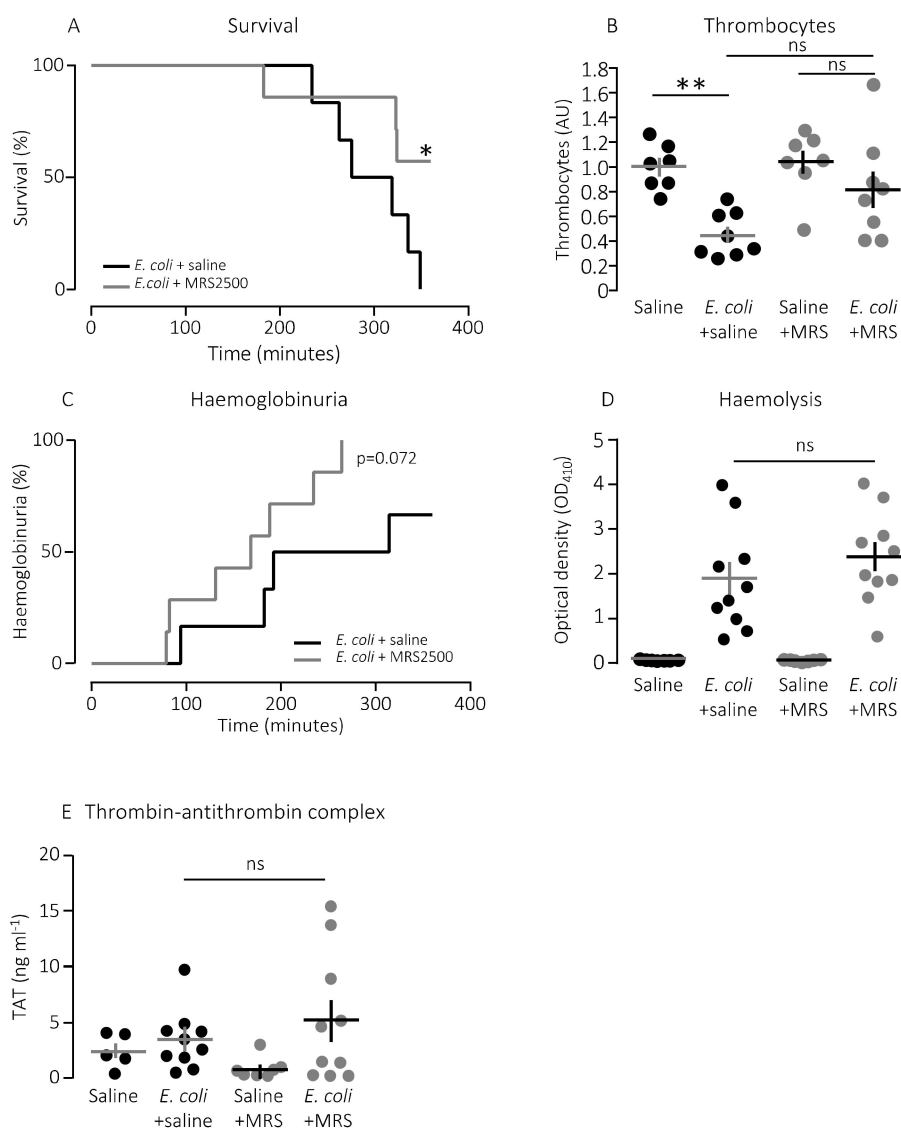 A Survival
Survival (%)
100
50
0
E. coli + saline
E.coli + MRS2500
*
0 100 200 300 400
Time (minutes)
B Thrombocytes
Thrombocytes (AU)
ns
ns
**
1.8
1.6
1.4
1.2
1.0
0.8
0.6
0.4
0.2
0
Saline E. coli Saline E. coli
+saline +MRS +MRS
C Haemoglobinuria
Haemoglobinuria (%)
100
50
0
p=0.072
E. coli + saline
E. coli + MRS2500
0 100 200 300 400
Time (minutes)
D Haemolysis
Optical density (OD410)
5
4
3
2
1
0
ns
Saline E. coli Saline E. coli
+saline +MRS +MRS
E Thrombin-antithrombin complex
TAT (ng ml-1)
20
15
10
5
0
ns
Saline E. coli Saline E. coli
+saline +MRS +MRS